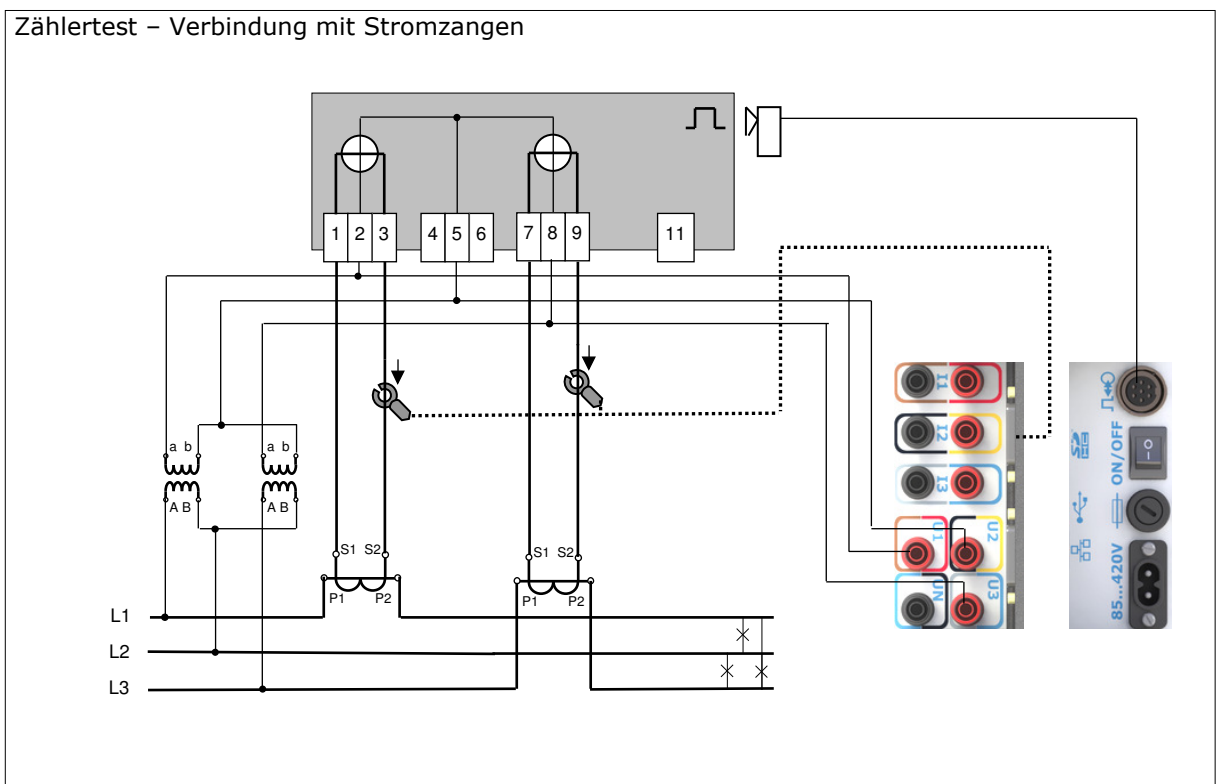 Zählertest – Verbindung mit Stromzangen
1 2 3 4 5 6 7 8 9 11
I1
I2
I3
U1 U2
UN U3
ON/OFF
85...420V
a b a b
A B A B
S1 S2 S1 S2
P1 P2 P1 P2
L1
L2
L3